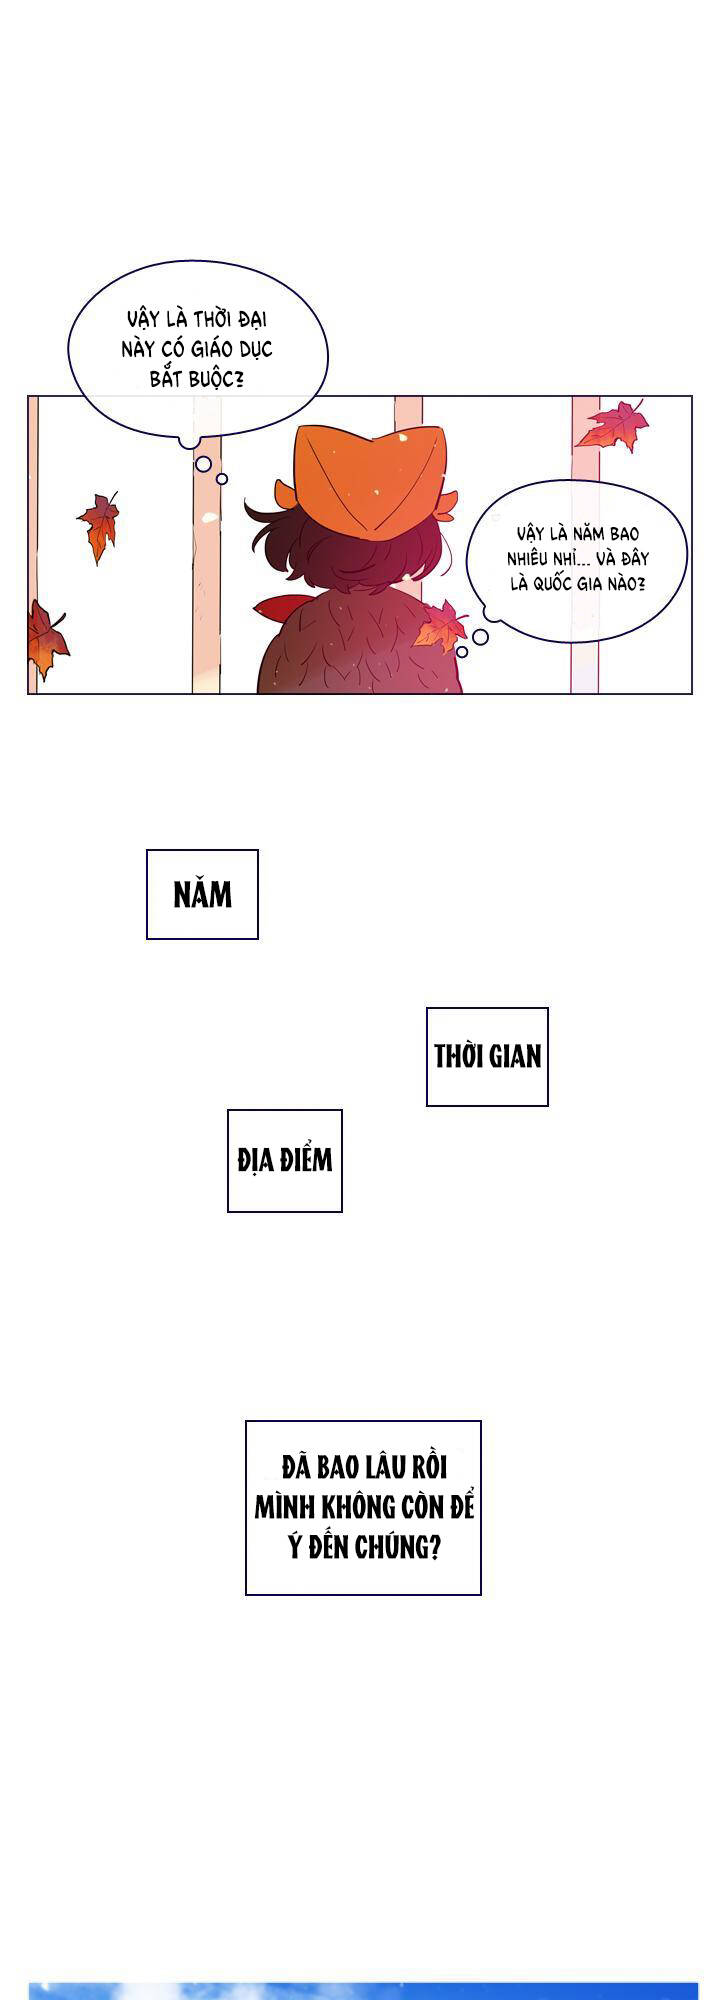 VẬY LÀ THỜI ĐẠI
NÀY CÓ GIÁO DỤC
BẮT BUỘC?
VẬY LÀ NĂM BAO
NHIÊU NHỈ... VÀ ĐÂY
LÀ QUỐC GIA NÀO?
NĂM
THỜI GIAN
ĐỊA ĐIỂM
ĐÃ BAO LÂU RỒI
MÌNH KHÔNG CÒN ĐỂ
Ý ĐẾN CHÚNG?